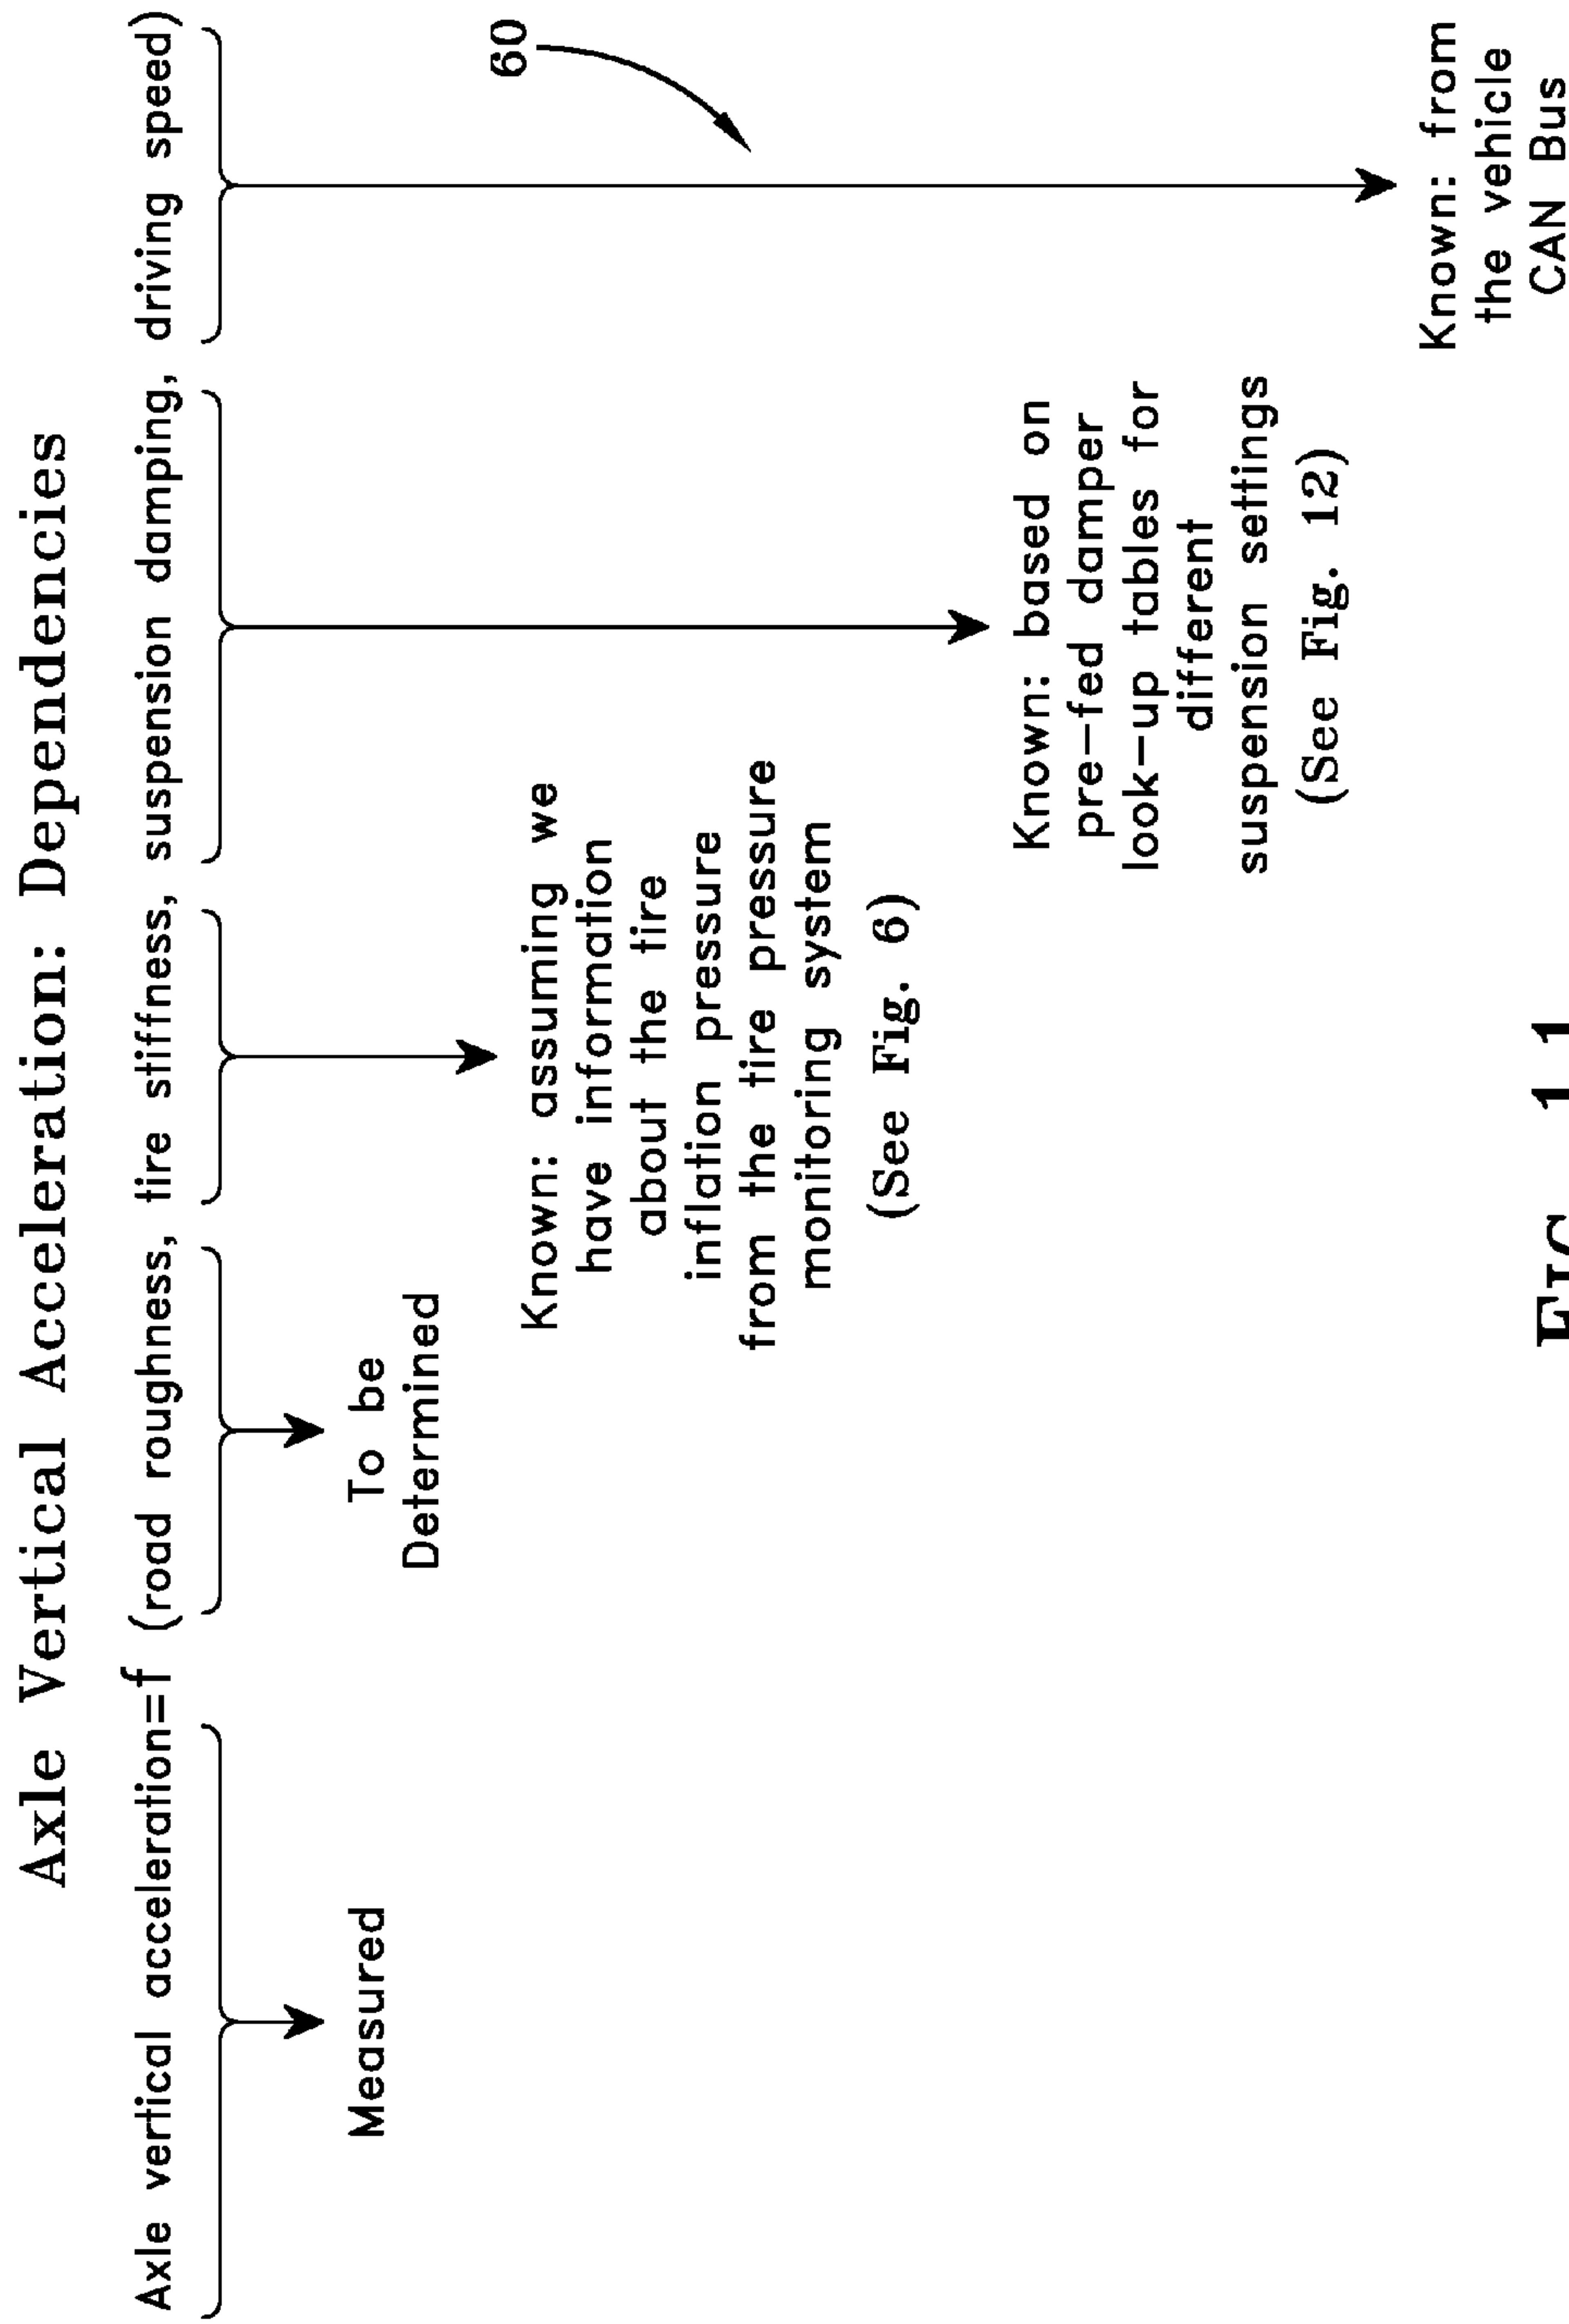 Axle Vertical Acceleration: Dependencies
Axle vertical acceleration=f (road roughness, tire stiffness, suspension damping, driving speed)
Measured
To be
Determined
Known: assuming we
have information
about the tire
inflation pressure
from the tire pressure
monitoring system
(See Fig. 6)
Known: based on
pre-fed damper
look-up tables for
different
suspension settings
(See Fig. 12)
60
Known: from
the vehicle
CAN Bus
FIG. 11